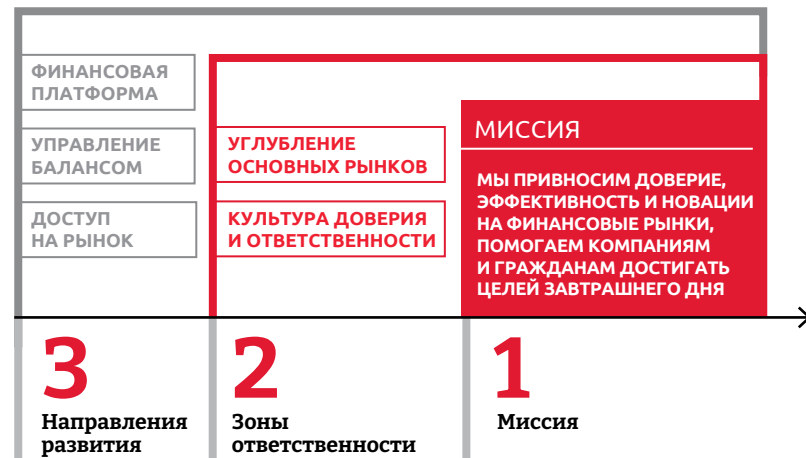 ФИНАНСОВАЯ
ПЛАТФОРМА
УПРАВЛЕНИЕ
БАЛАНСОМ
ДОСТУП
НА РЫНОК
УГЛУБЛЕНИЕ
ОСНОВНЫХ РЫНКОВ
КУЛЬТУРА ДОВЕРИЯ
И ОТВЕТСТВЕННОСТИ
МИССИЯ
МЫ ПРИВНОСИМ ДОВЕРИЕ,
ЭФФЕКТИВНОСТЬ И НОВАЦИИ
НА ФИНАНСОВЫЕ РЫНКИ,
ПОМОГАЕМ КОМПАНИЯМ
И ГРАЖДАНАМ ДОСТИГАТЬ
ЦЕЛЕЙ ЗАВТРАШНЕГО ДНЯ
3
Направления
развития
2
Зоны
ответственности
1
Миссия